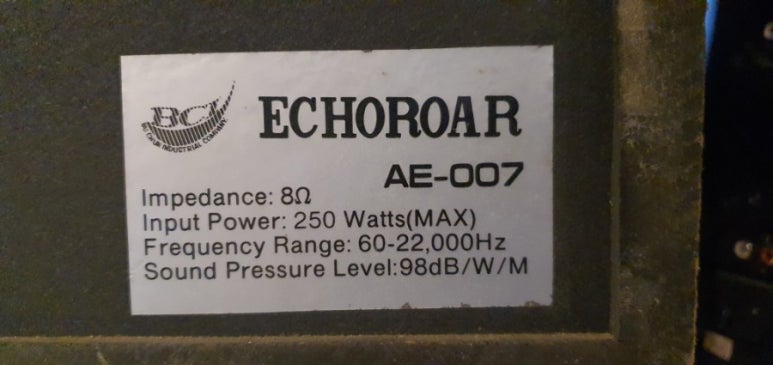 BCI
ECHOROAR
AE-007
Impedance: 8Ω
Input Power: 250 Watts(MAX)
Frequency Range: 60-22,000Hz
Sound Pressure Level:98dB/W/M